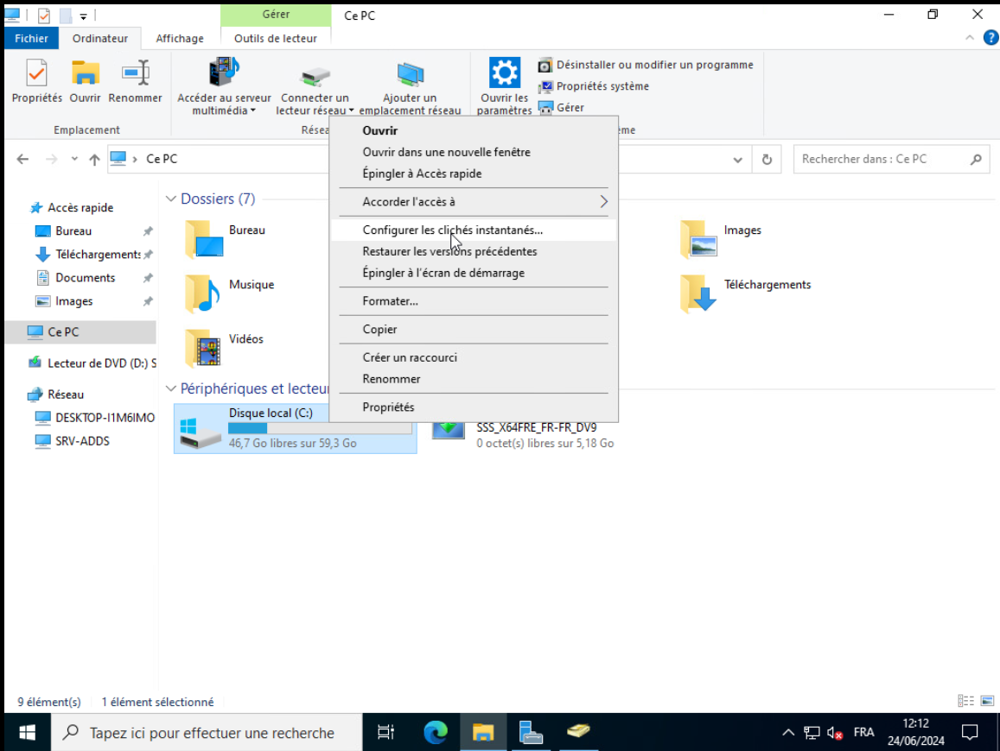 Gérer
Ce PC
Fichier
Ordinateur
Affichage
Outils de lecteur
Propriétés
Ouvrir
Renommer
Accéder au serveur
multimédia
Connecter un
lecteur réseau
Ajouter un
emplacement réseau
Ouvrir les
paramètres
Désinstaller ou modifier un programme
Propriétés système
Gérer
Emplacement
Ce PC
Rechercher dans : Ce PC
Accès rapide
Bureau
Téléchargements
Documents
Images
Ce PC
Lecteur de DVD (D:) S
Réseau
DESKTOP-I1M6IMO
SRV-ADDS
Dossiers (7)
Bureau
Musique
Vidéos
Images
Téléchargements
Ouvrir
Ouvrir dans une nouvelle fenêtre
Épingler à Accès rapide
Accorder l'accès à
Configurer les clichés instantanés...
Restaurer les versions précédentes
Épingler à l'écran de démarrage
Formater...
Copier
Créer un raccourci
Renommer
Propriétés
Périphériques et lecteu
Disque local (C:)
46,7 Go libres sur 59,3 Go
SSS_X64FRE_FR-FR_DV9
0 octet(s) libres sur 5,18 Go
9 élément(s)
1 élément sélectionné
Tapez ici pour effectuer une recherche
FRA
12:12
24/06/2024